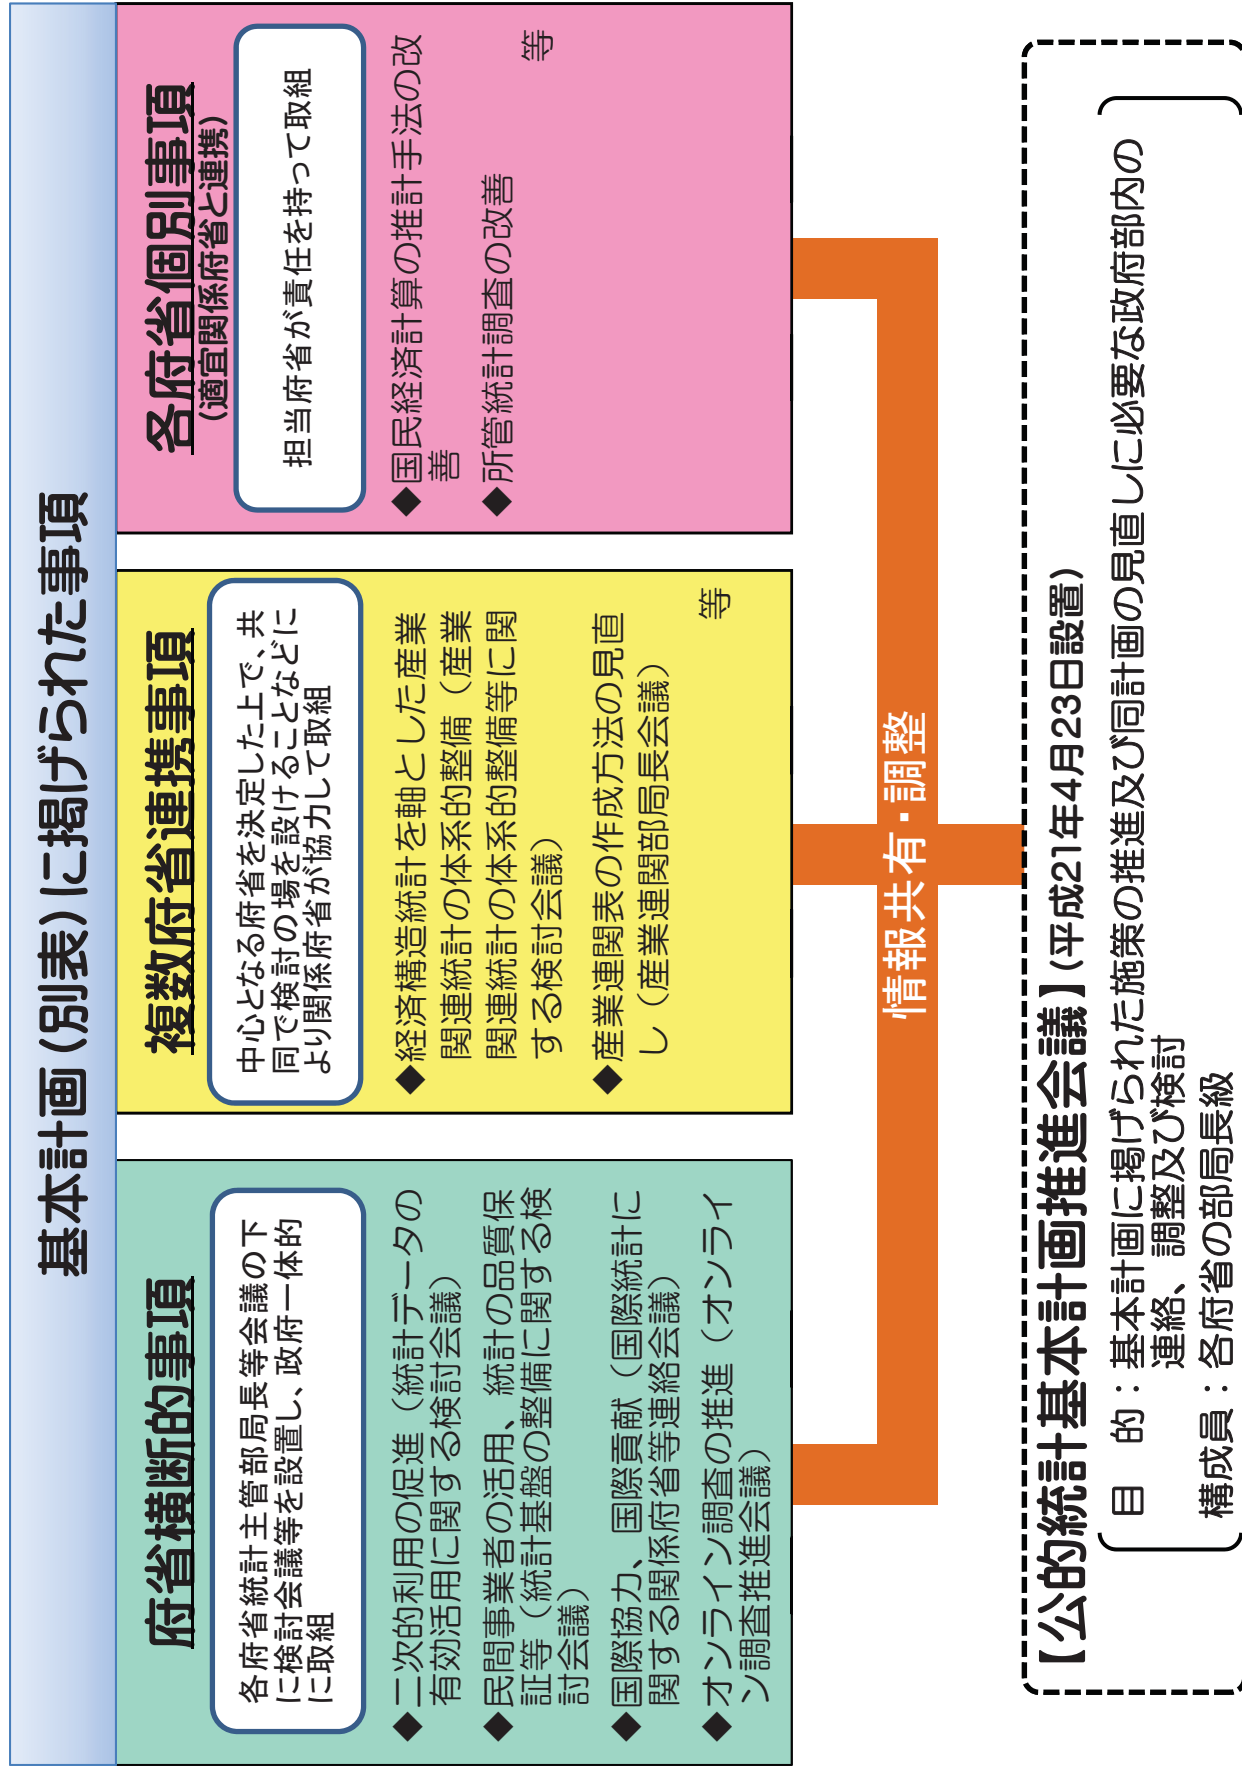 基本計画（別表）に掲げられた事項
府省横断的事項
各府省統計主管部局長等会議の下
に検討会議等を設置し、政府一体的
に取組
◆二次的利用の促進（統計データの
有効活用に関する検討会議）
◆民間事業者の活用、統計の品質保
証等（統計基盤の整備に関する検
討会議）
◆国際協力、国際貢献（国際統計に
関する関係府省等連絡会議）
◆オンライン調査の推進（オンライ
ン調査推進会議）
複数府省連携事項
中心となる府省を決定した上で、共
同で検討の場を設けることなどに
より関係府省が協力して取組
◆経済構造統計を軸とした産業
関連統計の体系的整備（産業
関連統計の体系的整備等に関
する検討会議）
◆産業連関表の作成方法の見直
し（産業連関部局長会議）
等
各府省個別事項
（適宜関係府省と連携）
担当府省が責任を持って取組
◆国民経済計算の推計手法の改
善
◆所管統計調査の改善
等
情報共有・調整
【公的統計基本計画推進会議】（平成21年4月23日設置）
目　的：基本計画に掲げられた施策の推進及び同計画の見直しに必要な政府部内の
連絡、調整及び検討
構成員：各府省の部局長級